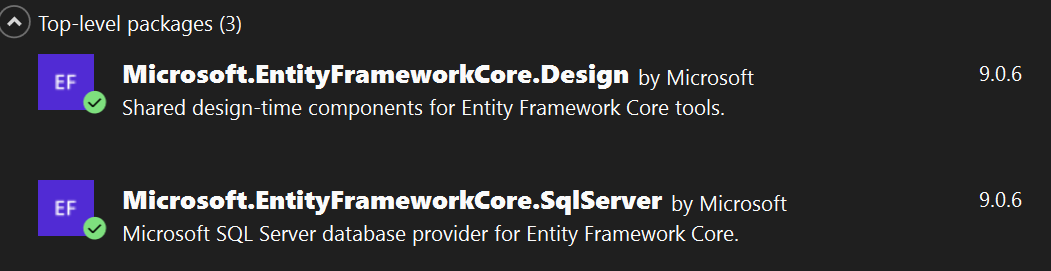 Top-level packages (3)
EF
Microsoft.EntityFrameworkCore.Design by Microsoft 9.0.6
Shared design-time components for Entity Framework Core tools.
EF
Microsoft.EntityFrameworkCore.SqlServer by Microsoft 9.0.6
Microsoft SQL Server database provider for Entity Framework Core.